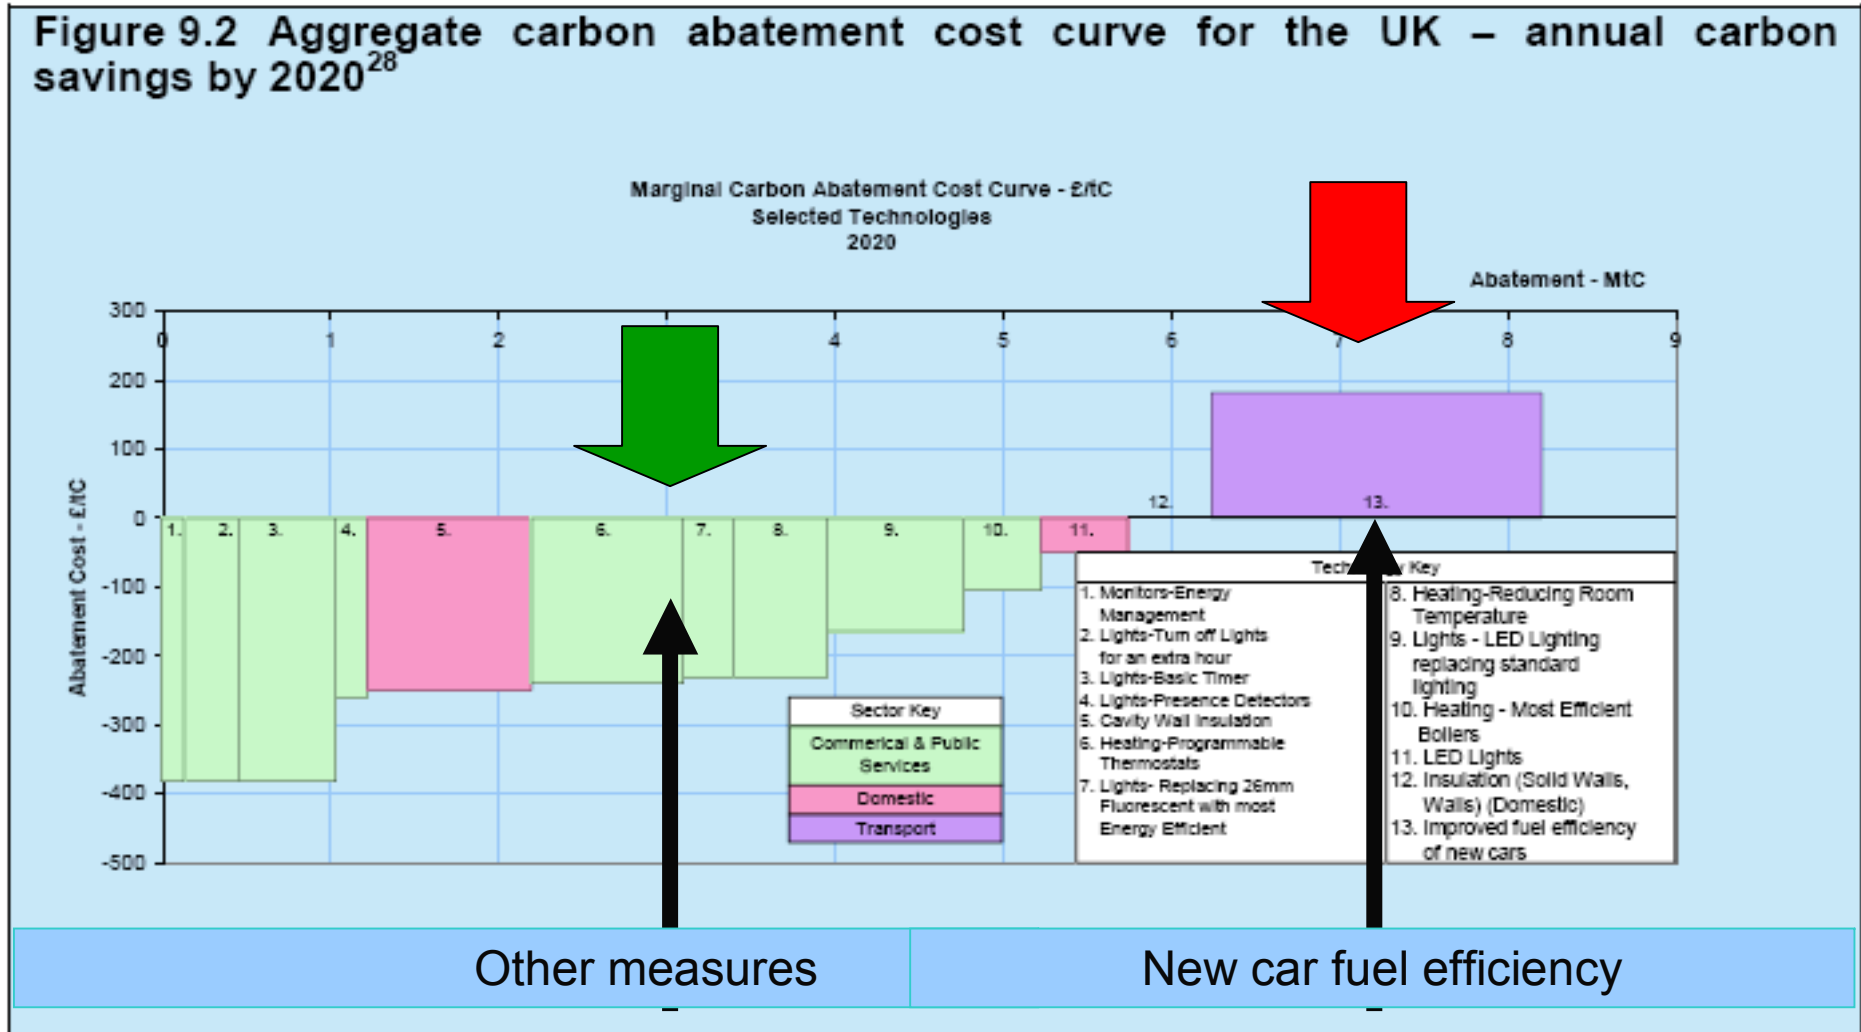 Figure 9.2 Aggregate carbon abatement cost curve for the UK – annual carbon
savings by 2020²⁸
Marginal Carbon Abatement Cost Curve - £/tC
Selected Technologies
2020
Abatement - MtC
300
0 1 2 4 5 6 7 8 9
200
100
0
-100
-200
-300
-400
-500
Abatement Cost - £/tC
1. 2. 3. 4. 5. 6. 7. 8. 9. 10. 11. 12. 13.
Sector Key
Commerical & Public
Services
Domestic
Transport
Key
1. Monitors-Energy
Management
2. Lights-Turn off Lights
for an extra hour
3. Lights-Basic Timer
4. Lights-Presence Detectors
5. Cavity Wall Insulation
6. Heating-Programmable
Thermostats
7. Lights- Replacing 26mm
Fluorescent with most
Energy Efficient
8. Heating-Reducing Room
Temperature
9. Lights - LED Lighting
replacing standard
lighting
10. Heating - Most Efficient
Boilers
11. LED Lights
12. Insulation (Solid Walls,
Walls) (Domestic)
13. Improved fuel efficiency
of new cars
Other measures
New car fuel efficiency